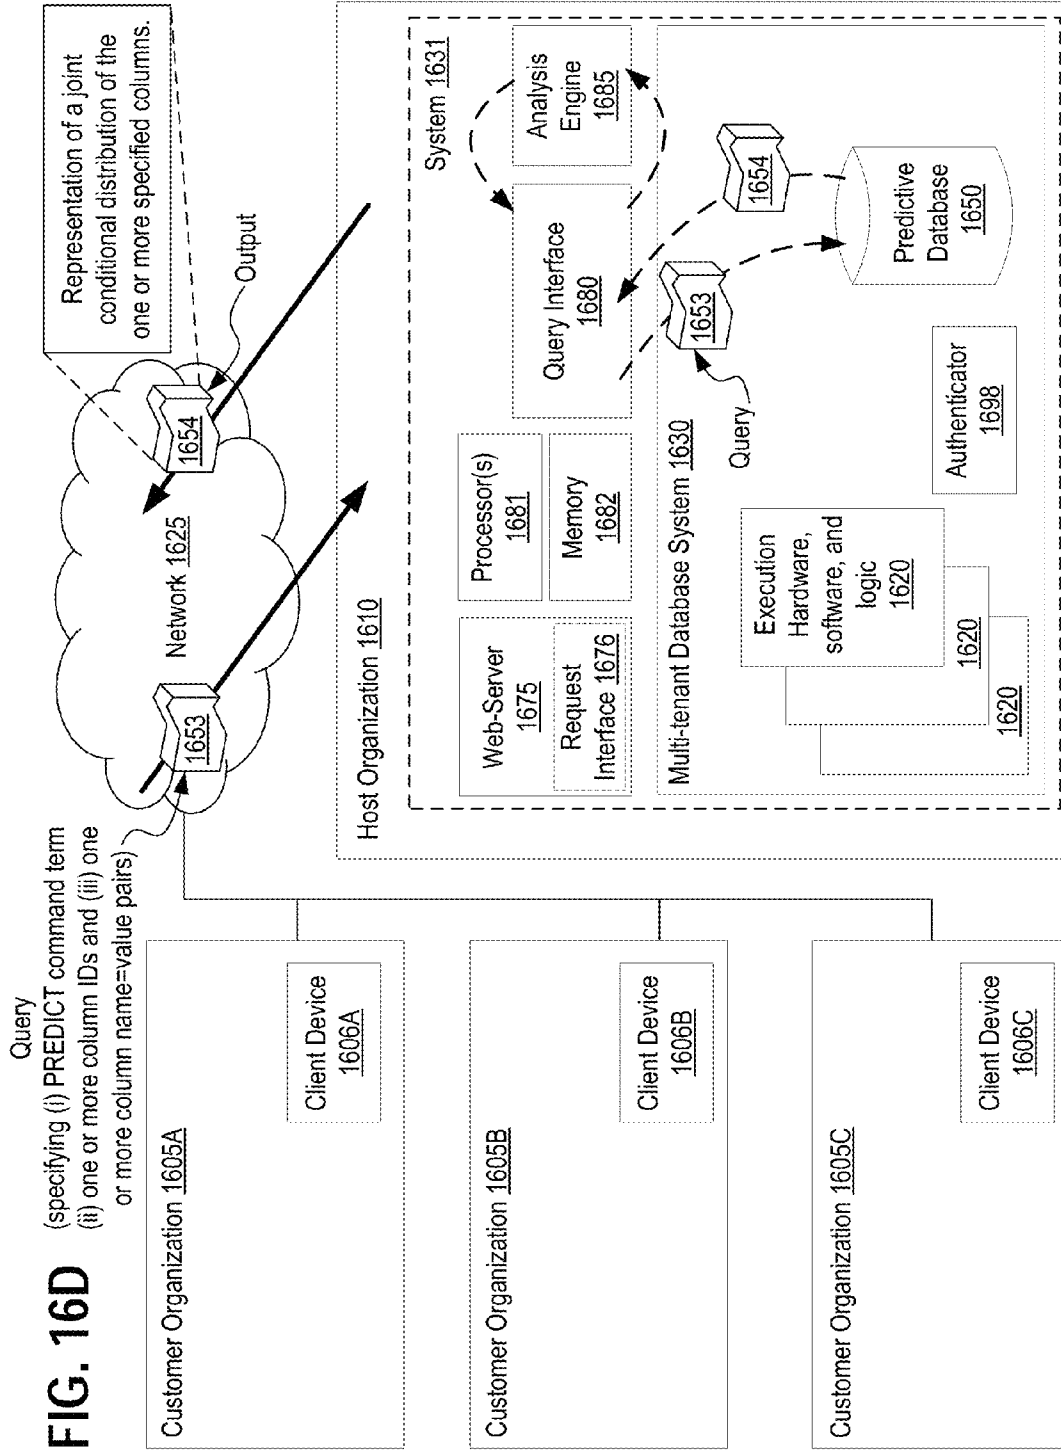 FIG. 16D
Query
(specifying (i) PREDICT command term
(ii) one or more column IDs and (iii) one
or more column name=value pairs)
1653
Network 1625
1654
Output
Representation of a joint
conditional distribution of the
one or more specified columns.
Customer Organization 1605A
Client Device
1606A
Customer Organization 1605B
Client Device
1606B
Customer Organization 1605C
Client Device
1606C
Host Organization 1610
System 1631
Web-Server
1675
Request
Interface 1676
Processor(s)
1681
Memory
1682
Query Interface
1680
Analysis
Engine
1685
Multi-tenant Database System 1630
Query
1653
1654
Execution
Hardware,
software, and
logic
1620
1620
1620
Authenticator
1698
Predictive
Database
1650